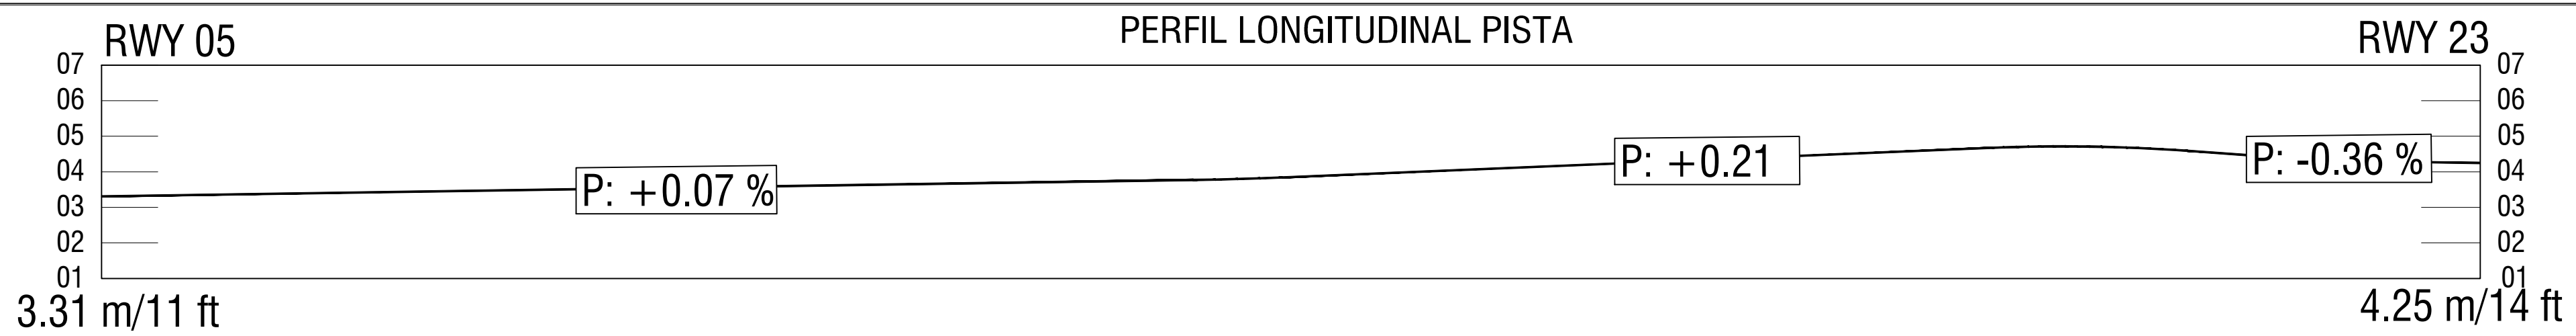 PERFIL LONGITUDINAL PISTA
RWY 05
RWY 23
07
07
06
06
05
05
04
04
03
03
02
02
01
01
P: +0.07 %
P: +0.21
P: -0.36 %
3.31 m/11 ft
4.25 m/14 ft